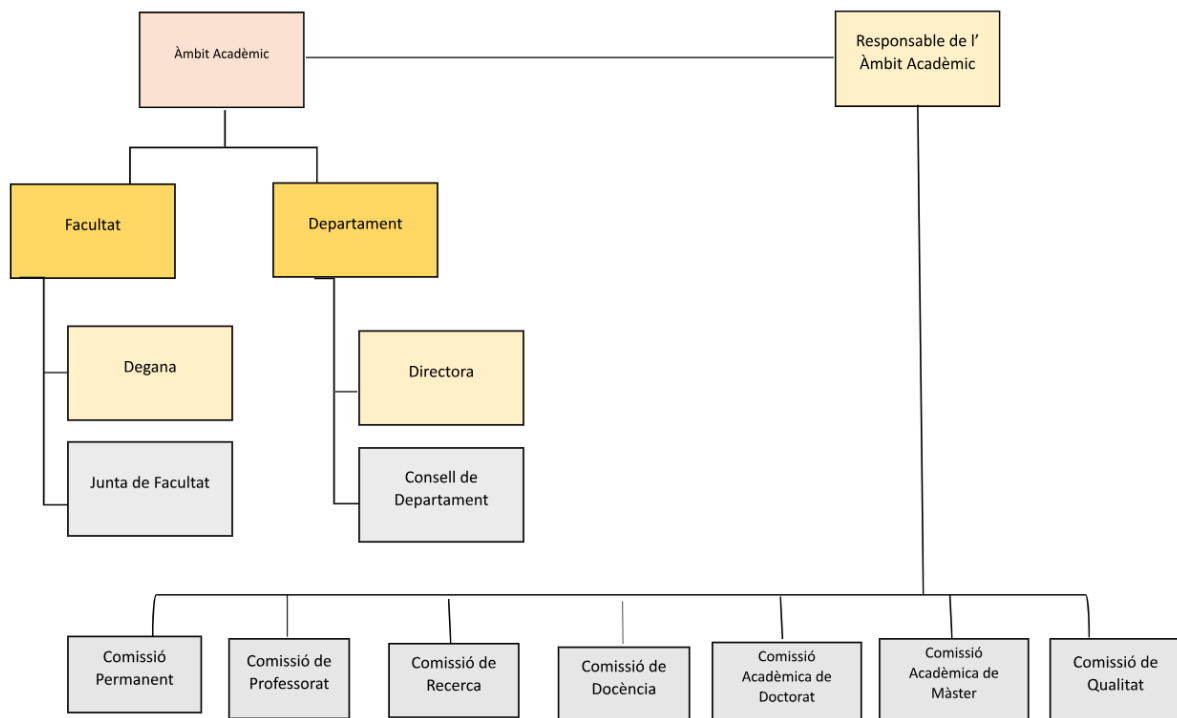 Àmbit Acadèmic
Responsable de l’
Àmbit Acadèmic
Facultat
Departament
Degana
Directora
Junta de Facultat
Consell de
Departament
Comissió
Permanent
Comissió de
Professorat
Comissió de
Recerca
Comissió de
Docència
Comissió
Acadèmica de
Doctorat
Comissió
Acadèmica de
Màster
Comissió de
Qualitat